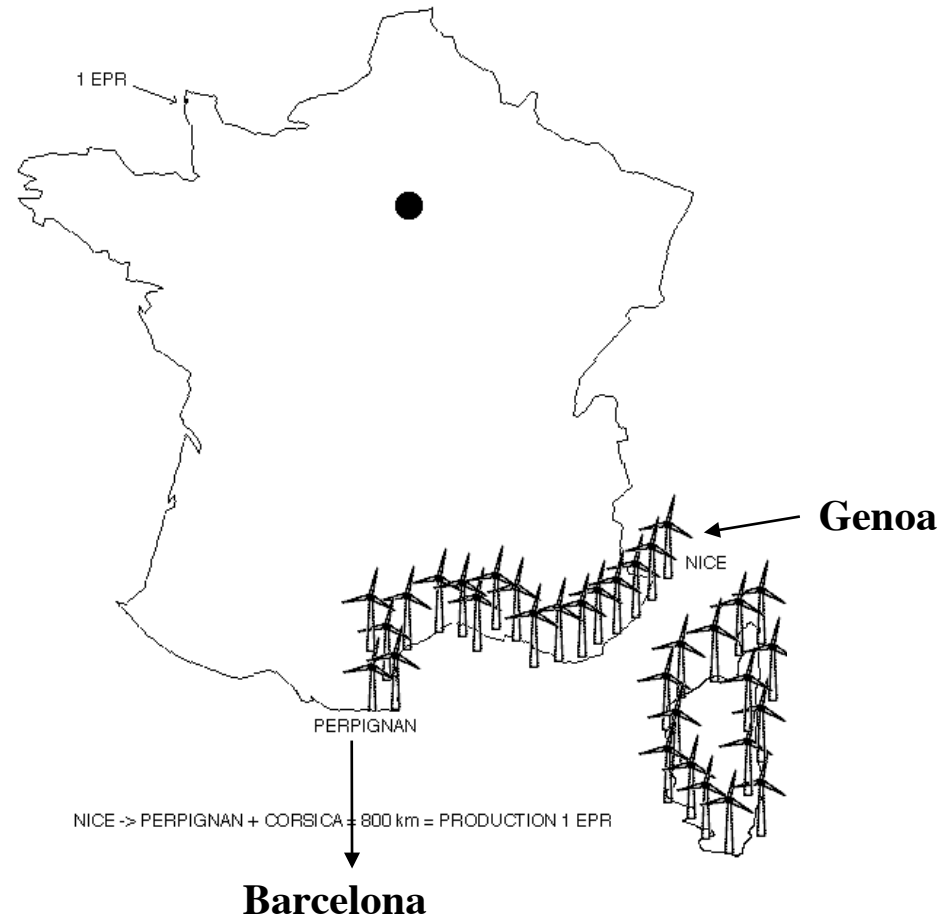 1 EPR
Genoa
NICE
PERPIGNAN
NICE -> PERPIGNAN + CORSICA = 800 km = PRODUCTION 1 EPR
Barcelona